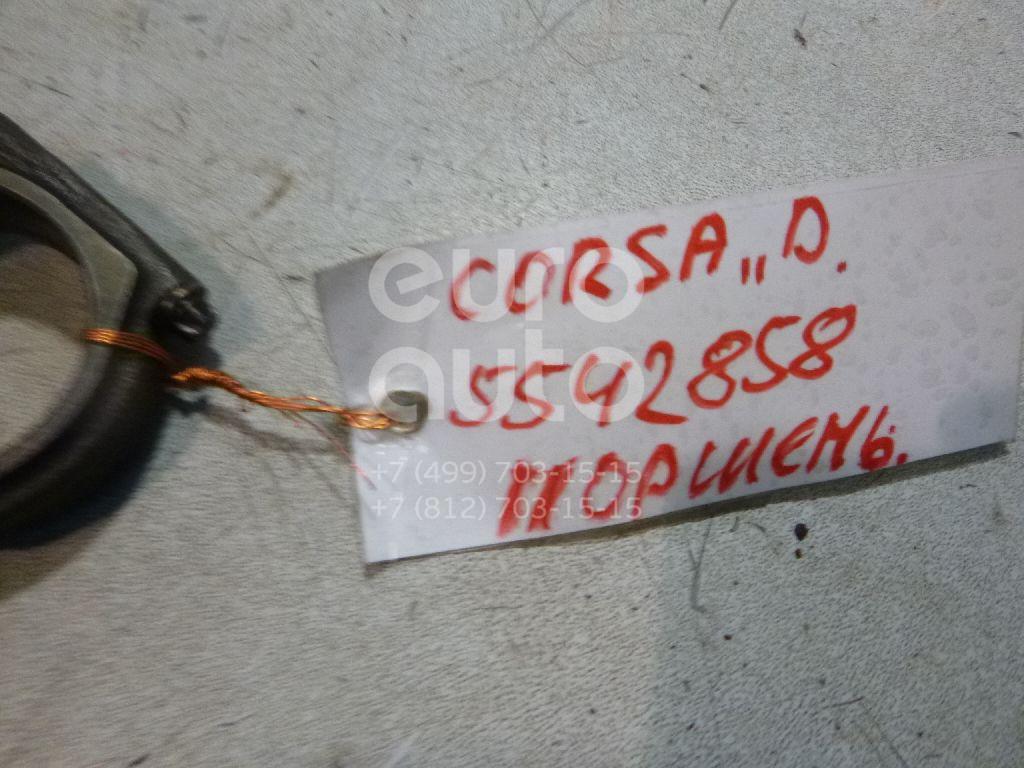 CORSA „ D.
5542858
ПОРШЕНЬ.
euro
auto
+7 (499) 703-15-15
+7 (812) 703-15-15